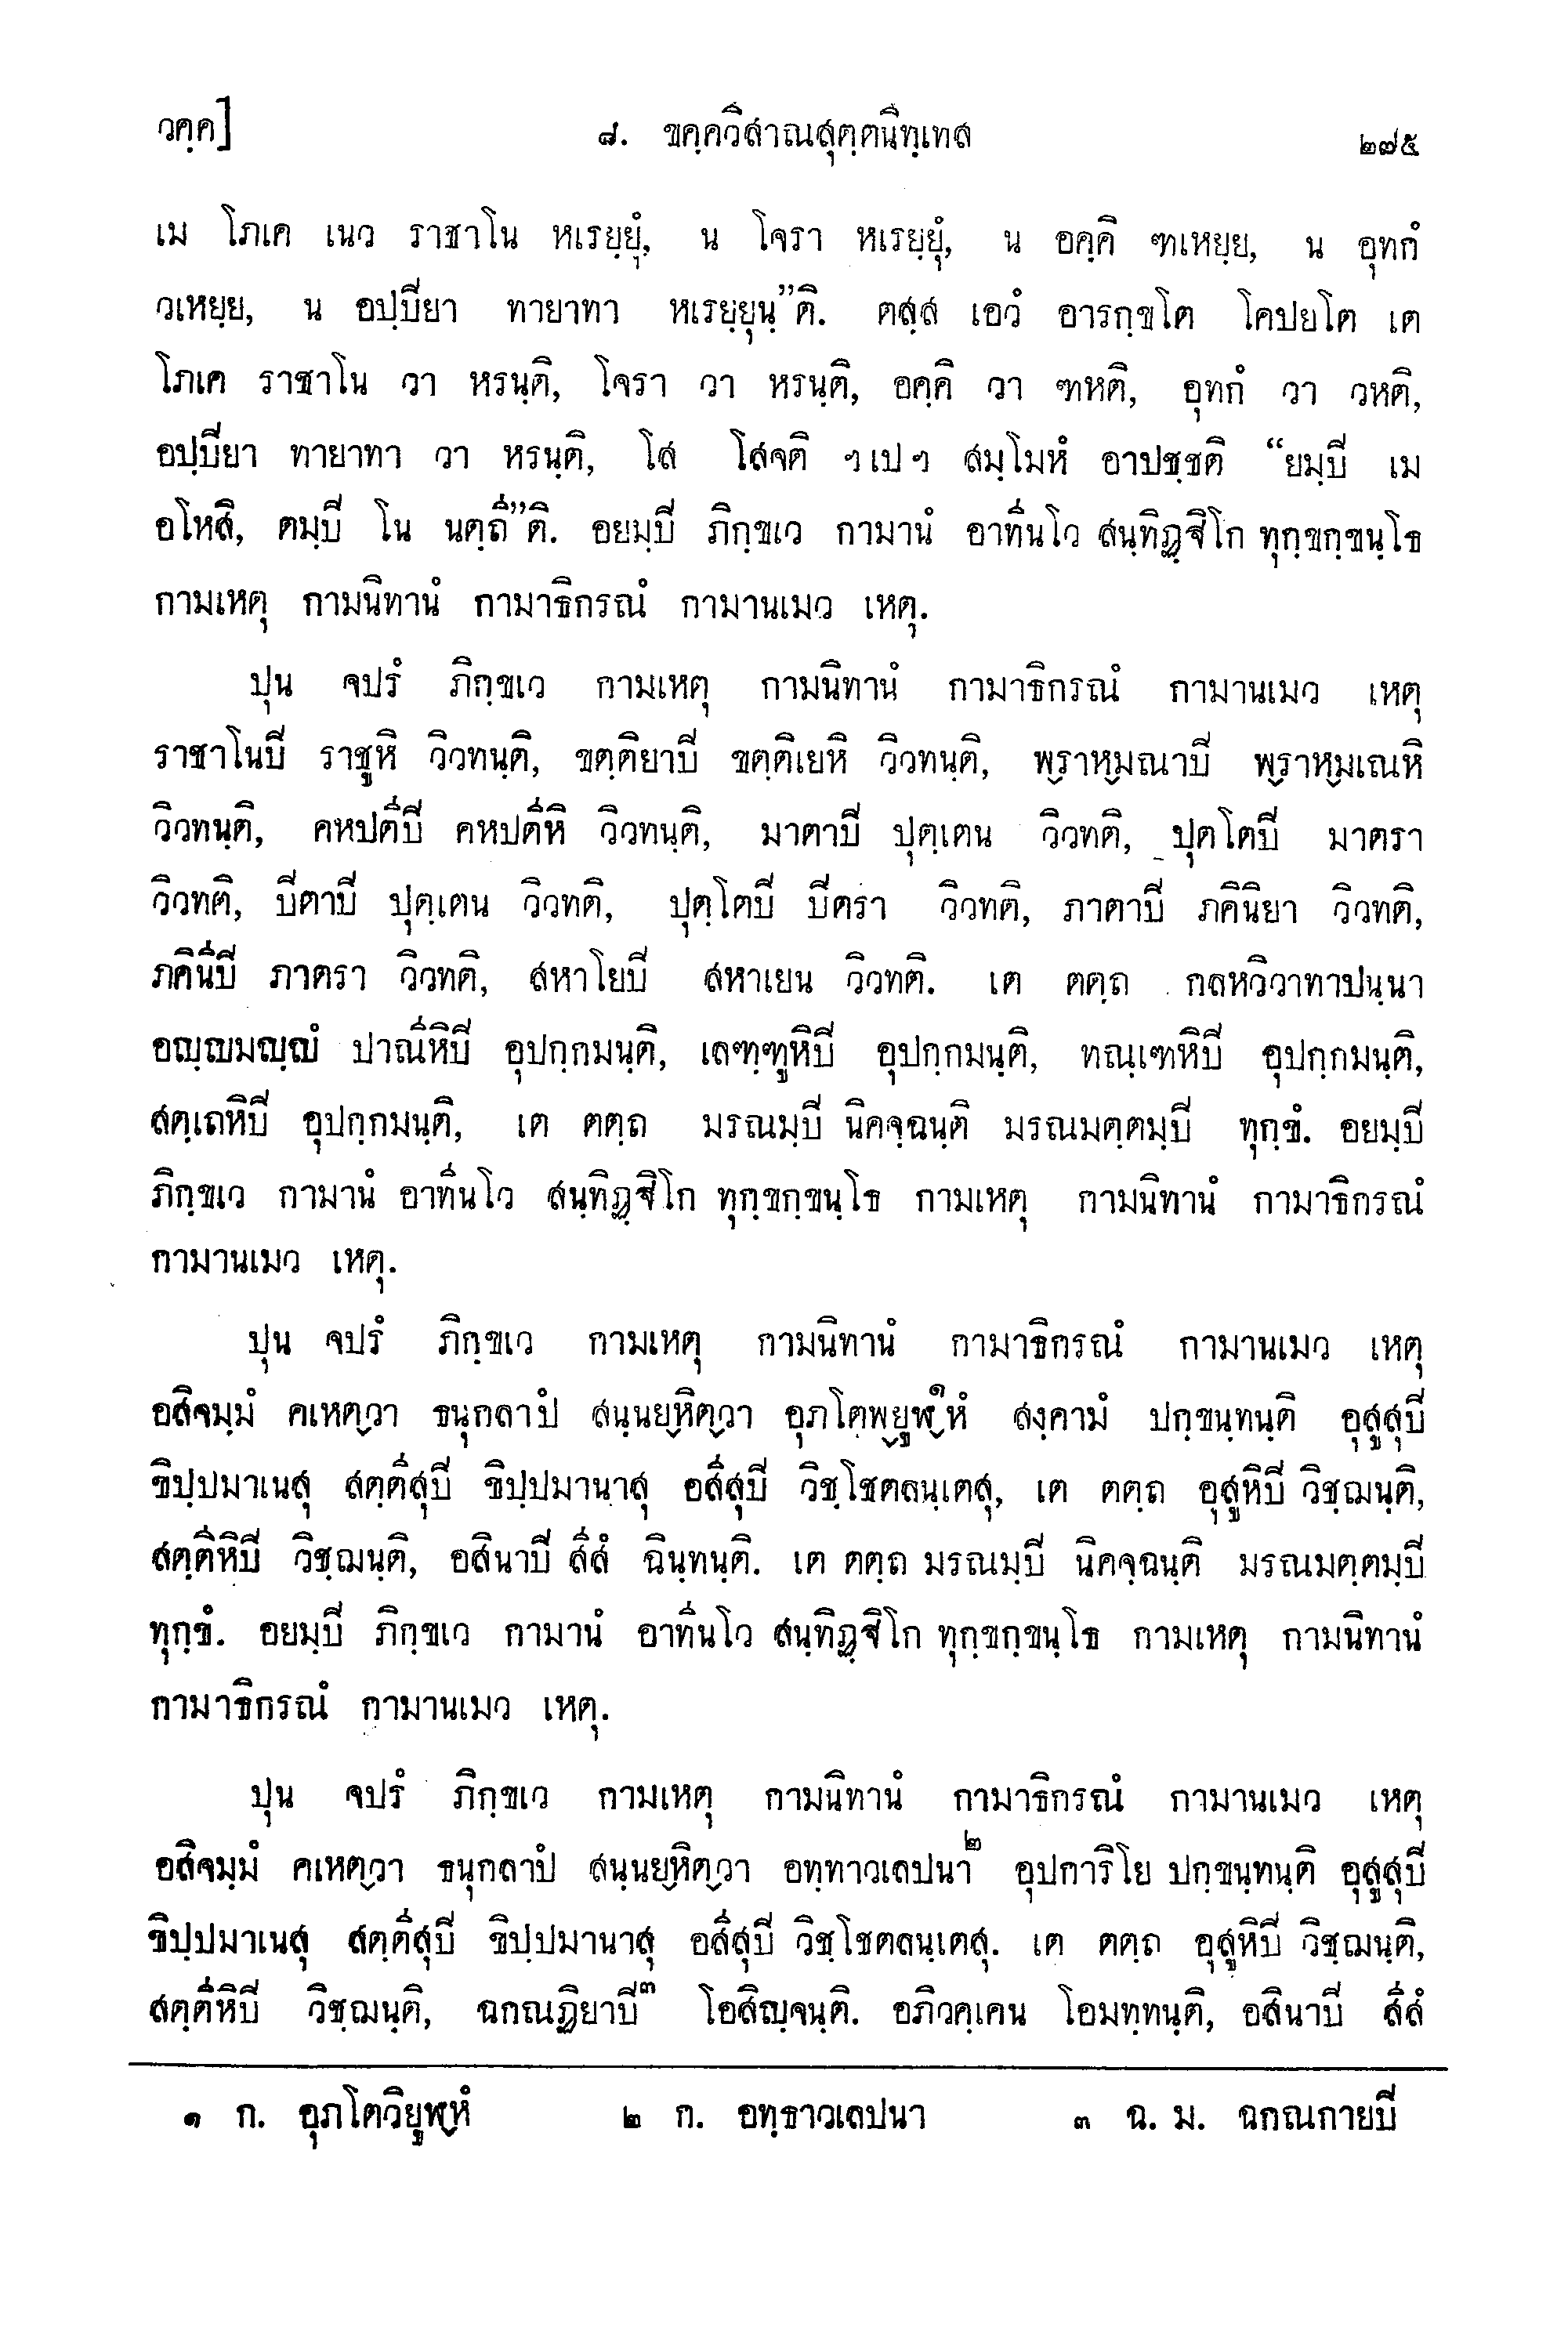 วคฺค]	๘. ขคฺควิสาณสุตฺตนิทฺเทส	๒๗๕
เม โภเค เนว ราชาโน หเรยฺยุํ, น โจรา หเรยฺยุํ, น อคฺคิ ฑเหยฺย, น อุทกํ
วเหยฺย, น อปฺปิยา ทายาทา หเรยฺยุนฺ”ติ. ตสฺส เอวํ อารกฺขโต โคปยโต เต
โภเค ราชาโน วา หรนฺติ, โจรา วา หรนฺติ, อคฺคิ วา ฑหติ, อุทกํ วา วหติ,
อปฺปิยา ทายาทา วา หรนฺติ, โส โสจติ ฯเปฯ สมฺโมหํ อาปชฺชติ “ยมฺปิ เม
อโหสิ, ตมฺปิ โน นตฺถี”ติ. อยมฺปิ ภิกฺขเว กามานํ อาทีนโว สนฺทิฏฺฐิโก ทุกฺขกฺขนฺโธ
กามเหตุ กามนิทานํ กามาธิกรณํ กามานเมว เหตุ.
ปุน จปรํ ภิกฺขเว กามเหตุ กามนิทานํ กามาธิกรณํ กามานเมว เหตุ
ราชาโนปิ ราชูหิ วิวทนฺติ, ขตฺติยาปิ ขตฺติเยหิ วิวทนฺติ, พฺราหฺมณาปิ พฺราหฺมเณหิ
วิวทนฺติ, คหปตีปิ คหปตีหิ วิวทนฺติ, มาตาปิ ปุตฺเตน วิวทติ, ปุตโตปิ มาตรา
วิวทติ, ปิตาปิ ปุตฺเตน วิวทติ, ปุตฺโตปิ ปิตรา วิวทติ, ภาตาปิ ภคินิยา วิวทติ,
ภคินีปิ ภาตรา วิวทติ, สหาโยปิ สหาเยน วิวทติ. เต ตตฺถ กลหวิวาทาปนฺนา
อญฺญมญฺญํ ปาณีหิปิ อุปกฺกมนฺติ, เลฑฺฑูหิปิ อุปกฺกมนฺติ, ทณฺเฑหิปิ อุปกฺกมนฺติ,
สตฺเถหิปิ อุปกฺกมนฺติ, เต ตตฺถ มรณมฺปิ นิคจฺฉนฺติ มรณมตฺตมฺปิ ทุกฺขํ. อยมฺปิ
ภิกฺขเว กามานํ อาทีนโว สนฺทิฏฺฐิโก ทุกฺขกฺขนฺโธ กามเหตุ กามนิทานํ กามาธิกรณํ
กามานเมว เหตุ.
ปุน จปรํ ภิกฺขเว กามเหตุ กามนิทานํ กามาธิกรณํ กามานเมว เหตุ
อสิจมฺมํ คเหตฺวา ธนุกลาปํ สนฺนยฺหิตฺวา อุภโตพฺยูฬฺหํ๑ สงฺคามํ ปกฺขนฺทนฺติ อุสูสุปิ
ขิปฺปมาเนสุ สตฺตีสุปิ ขิปฺปมานาสุ อสีสุปิ วิชฺโชตลนฺเตสุ, เต ตตฺถ อุสูหิปิ วิชฺฌนฺติ,
สตฺตีหิปิ วิชฺฌนฺติ, อสินาปิ สีสํ ฉินฺทนฺติ. เต ตตฺถ มรณมฺปิ นิคจฺฉนฺติ มรณมตฺตมฺปิ
ทุกฺขํ. อยมฺปิ ภิกฺขเว กามานํ อาทีนโว สนฺทิฏฺฐิโก ทุกฺขกฺขนฺโธ กามเหตุ กามนิทานํ
กามาธิกรณํ กามานเมว เหตุ.
ปุน จปรํ ภิกฺขเว กามเหตุ กามนิทานํ กามาธิกรณํ กามานเมว เหตุ
อสิจมฺมํ คเหตฺวา ธนุกลาปํ สนฺนยฺหิตฺวา อทฺทาวเลปนา๒ อุปการิโย ปกฺขนฺทนฺติ อุสูสุปิ
ขิปฺปมาเนสุ สตฺตีสุปิ ขิปฺปมานาสุ อสีสุปิ วิชฺโชตลนฺเตสุ. เต ตตฺถ อุสูหิปิ วิชฺฌนฺติ,
สตฺตีหิปิ วิชฺฌนฺติ, ฉกณฏิยาปิ๓ โอสิญฺจนฺติ. อภิวคฺเคน โอมทฺทนฺติ, อสินาปิ สีสํ
๑ ก. อุภโตวิยูฬฺหํ	๒ ก. อทฺธาวเลปนา	๓ ฉ. ม. ฉกณกายปิ